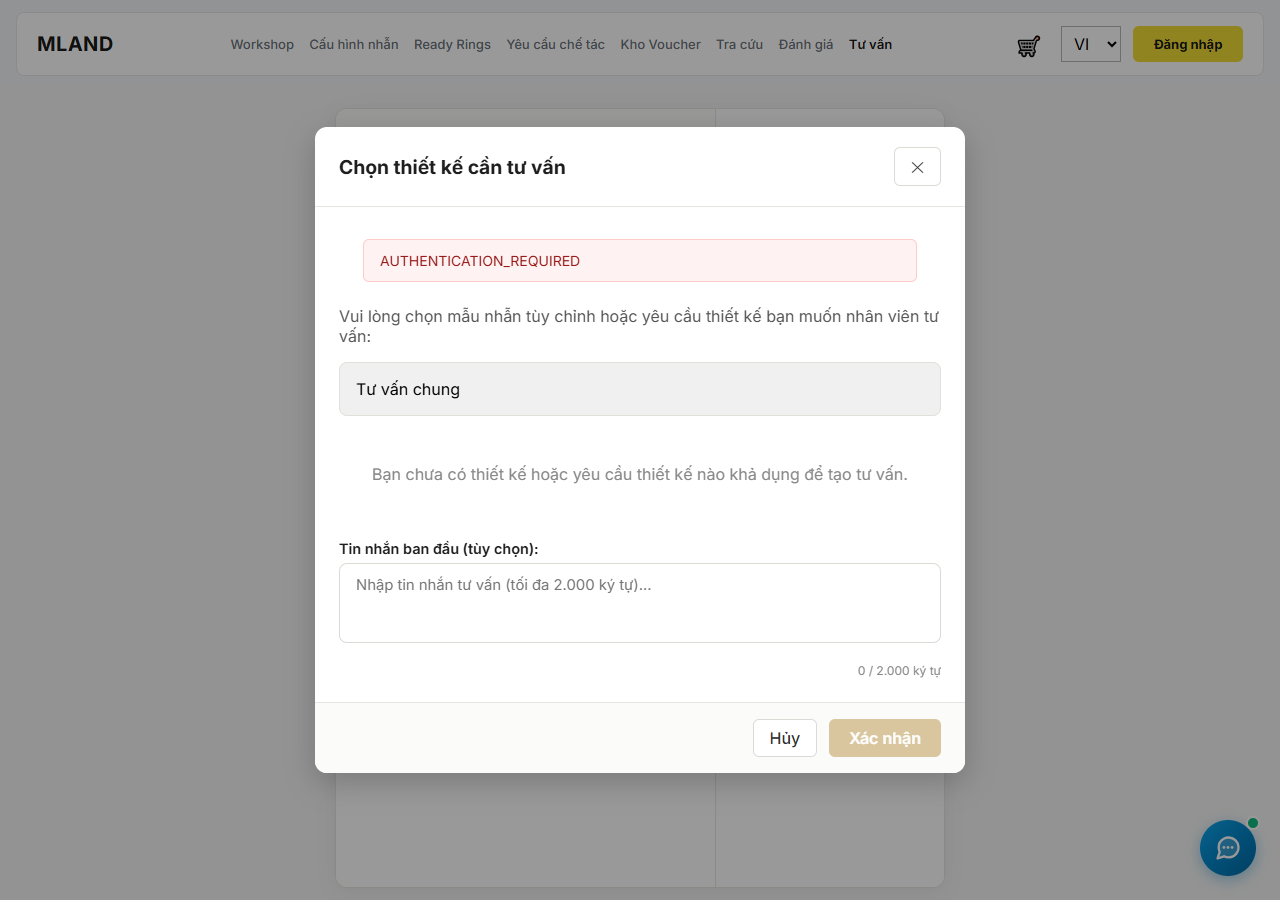 MLAND
Workshop
Cấu hình nhẫn
Ready Rings
Yêu cầu chế tác
Kho Voucher
Tra cứu
Đánh giá
Tư vấn
VI
Đăng nhập
Chọn thiết kế cần tư vấn
AUTHENTICATION_REQUIRED
Vui lòng chọn mẫu nhẫn tùy chỉnh hoặc yêu cầu thiết kế bạn muốn nhân viên tư
vấn:
Tư vấn chung
Bạn chưa có thiết kế hoặc yêu cầu thiết kế nào khả dụng để tạo tư vấn.
Tin nhắn ban đầu (tùy chọn):
Nhập tin nhắn tư vấn (tối đa 2.000 ký tự)...
0 / 2.000 ký tự
Hủy
Xác nhận